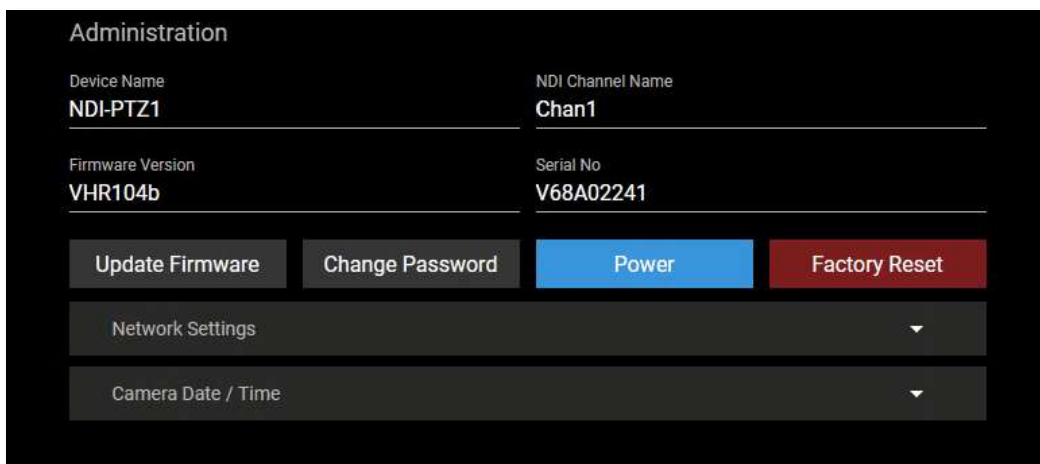 Administration
Device Name
NDI-PTZ1
NDI Channel Name
Chan1
Firmware Version
VHR104b
Serial No
V68A02241
Update Firmware
Change Password
Power
Factory Reset
Network Settings
Camera Date / Time